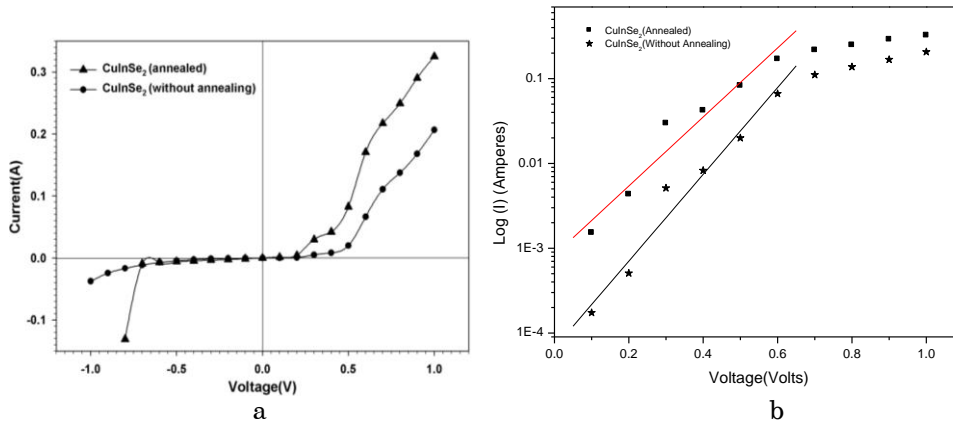 0.3
0.2
0.1
0.0
-0.1
Current(A)
CuInSe₂ (annealed)
CuInSe₂ (without annealing)
-1.0 -0.5 0.0 0.5 1.0
Voltage(V)
a
0.1
0.01
1E-3
1E-4
Log (I) (Amperes)
CuInSe₂(Annealed)
CuInSe₂(Without Annealing)
0.0 0.2 0.4 0.6 0.8 1.0
Voltage(Volts)
b